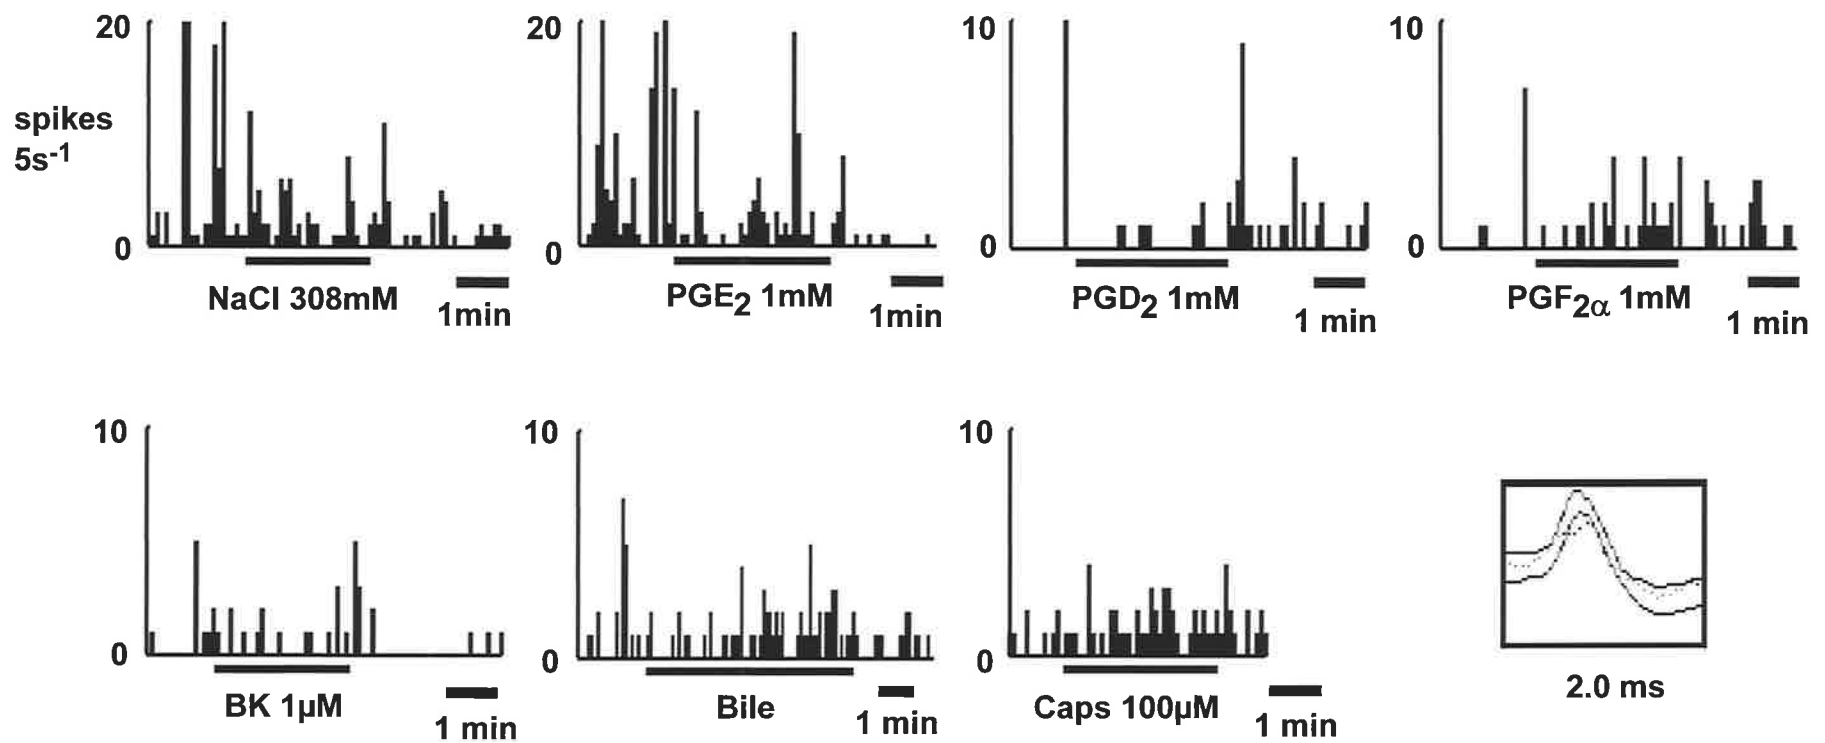 20
20
10
10
spikes
5s-1
0
0
0
0
NaCl 308mM
PGE2 1mM
PGD2 1mM
PGF2α 1mM
1min
1min
1 min
1 min
10
10
10
0
0
0
BK 1µM
Bile
Caps 100µM
2.0 ms
1 min
1 min
1 min